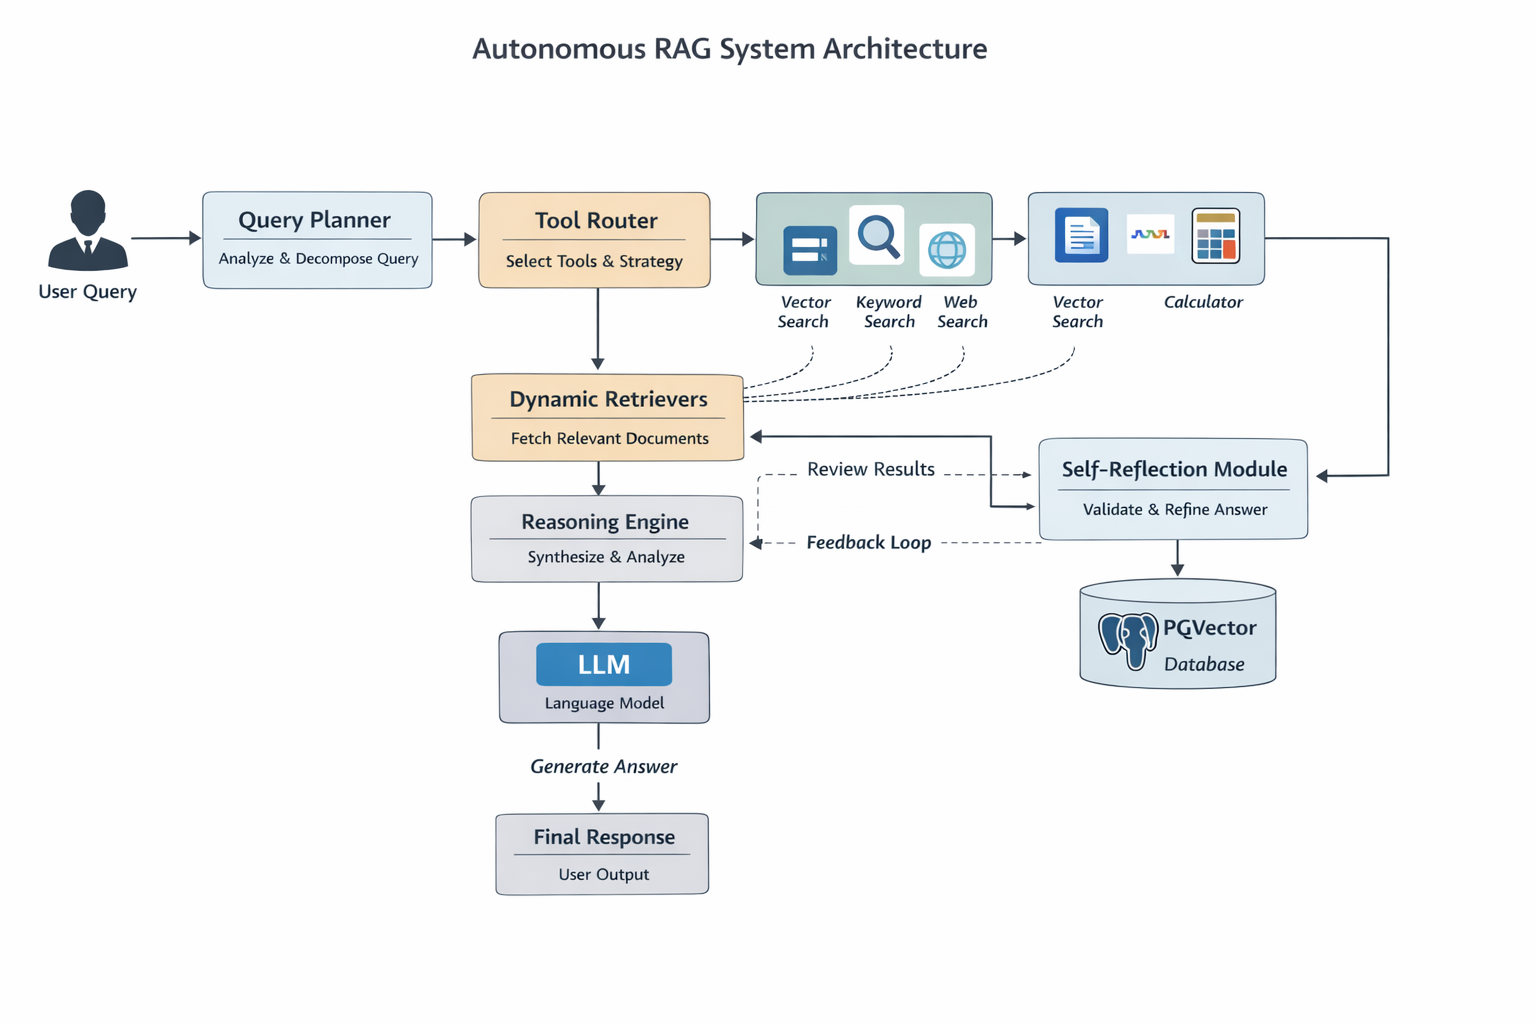 Autonomous RAG System Architecture
User Query
Query Planner
Analyze & Decompose Query
Tool Router
Select Tools & Strategy
Vector
Search
Keyword
Search
Web
Search
Vector
Search
Calculator
Dynamic Retrievers
Fetch Relevant Documents
Review Results
Self-Reflection Module
Validate & Refine Answer
Reasoning Engine
Synthesize & Analyze
Feedback Loop
PGVector
Database
LLM
Language Model
Generate Answer
Final Response
User Output